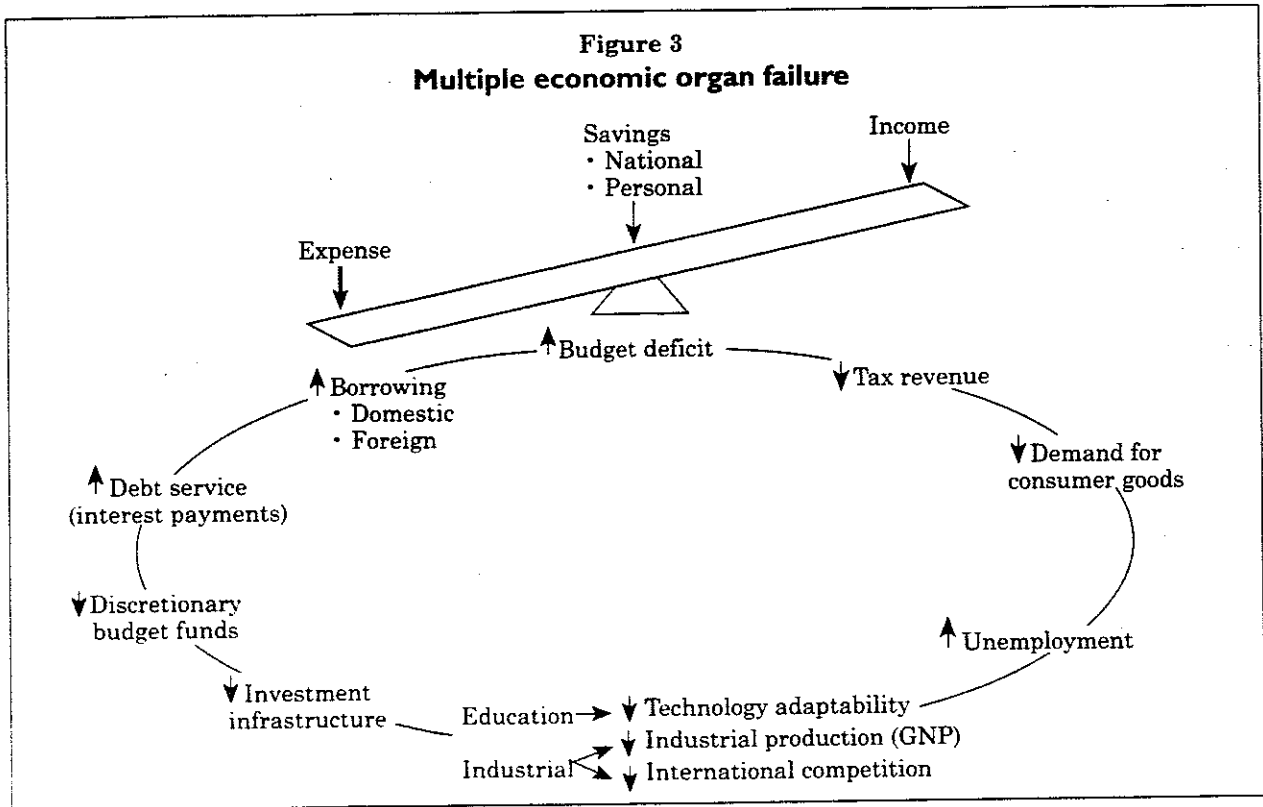 Figure 3
Multiple economic organ failure
Savings
· National
· Personal
Income
Expense
Budget deficit
Borrowing
· Domestic
· Foreign
Tax revenue
Demand for
consumer goods
Debt service
(interest payments)
Discretionary
budget funds
Unemployment
Investment
infrastructure
Education
Technology adaptability
Industrial production (GNP)
Industrial
International competition